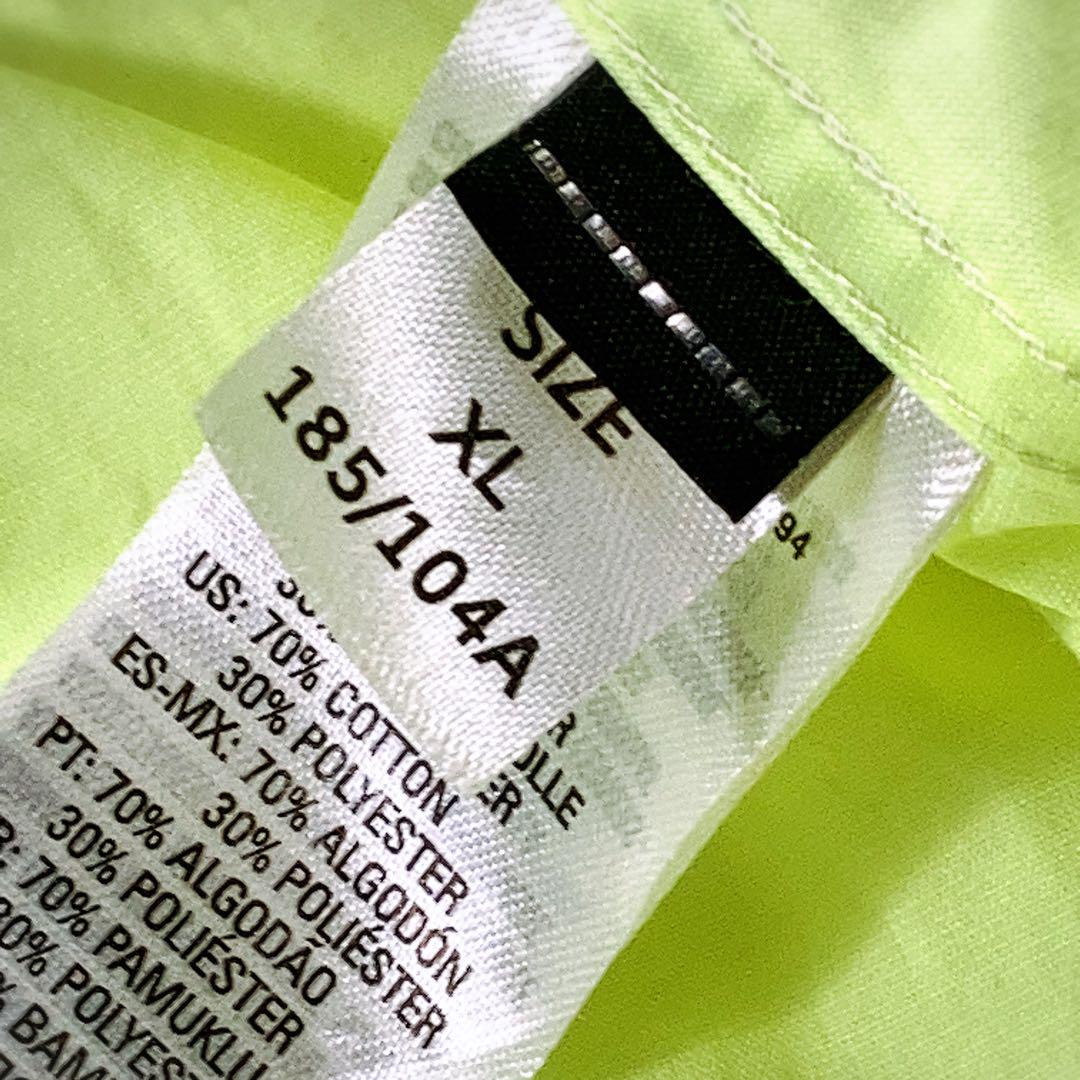 SIZE
XL
185/104A
94
US: 70% COTTON
30% POLYESTER
ES-MX: 70% ALGODÓN
30% POLIÉSTER
PT: 70% ALGODÃO
30% POLIÉSTER
70% PAMUKLU